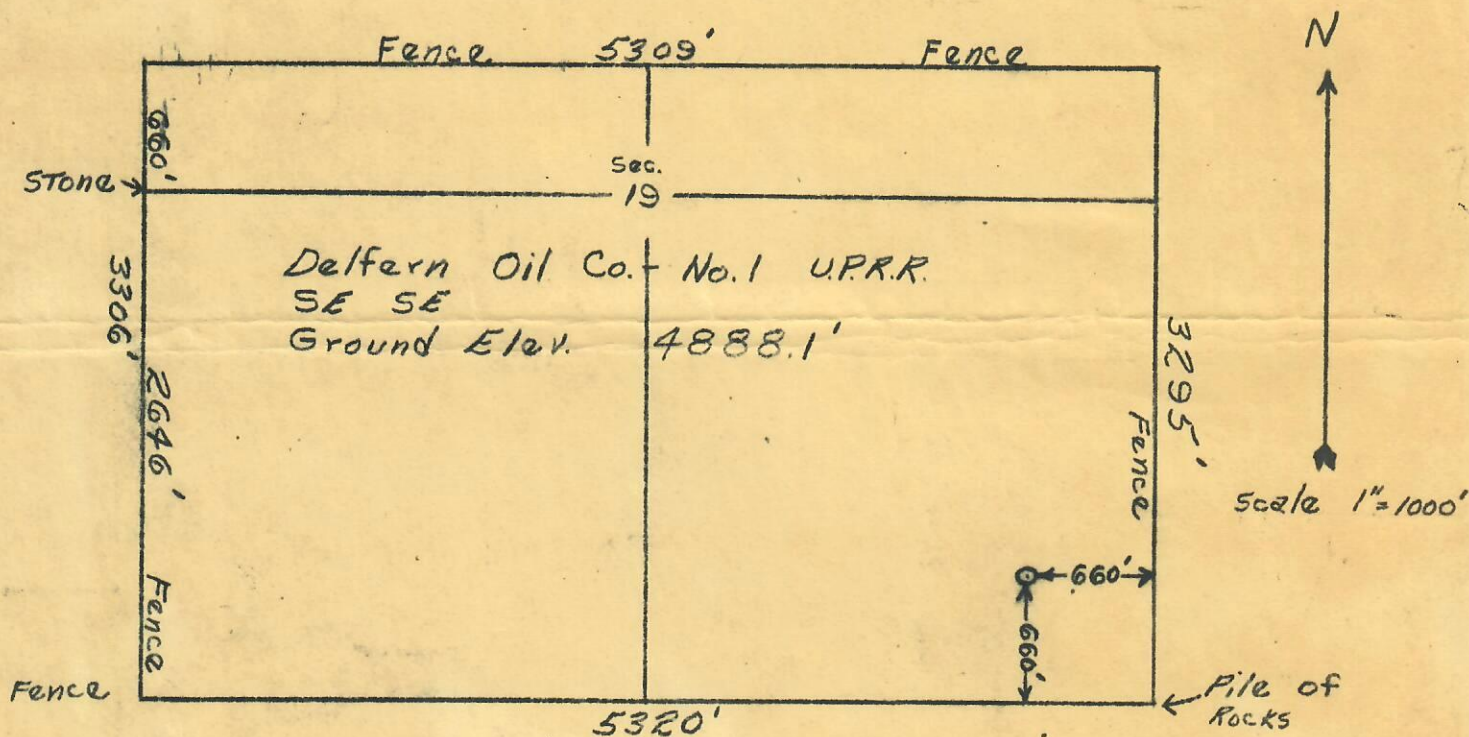 N
Fence 5309' Fence
660'
Stone
Sec.
19
Delfern Oil Co. - No. 1 U.P.R.R.
SE SE
Ground Elev. 4888.1'
3306'
2646'
3295'
Fence
Scale 1"=1000'
660'
660'
Fence
Fence
Pile of
Rocks
5320'